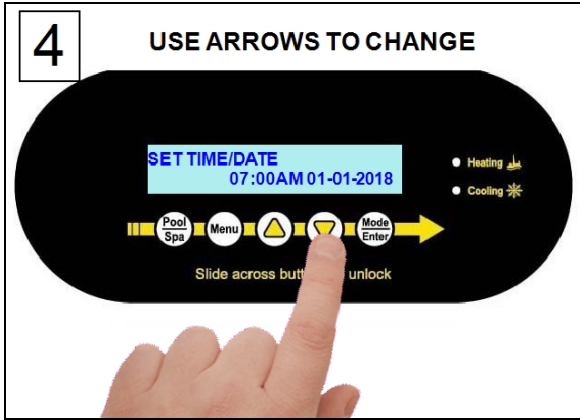 4
USE ARROWS TO CHANGE
SET TIME/DATE
07:00AM 01-01-2018
Heating
Cooling
Pool
Spa
Menu
Mode
Enter
Slide across but unlock